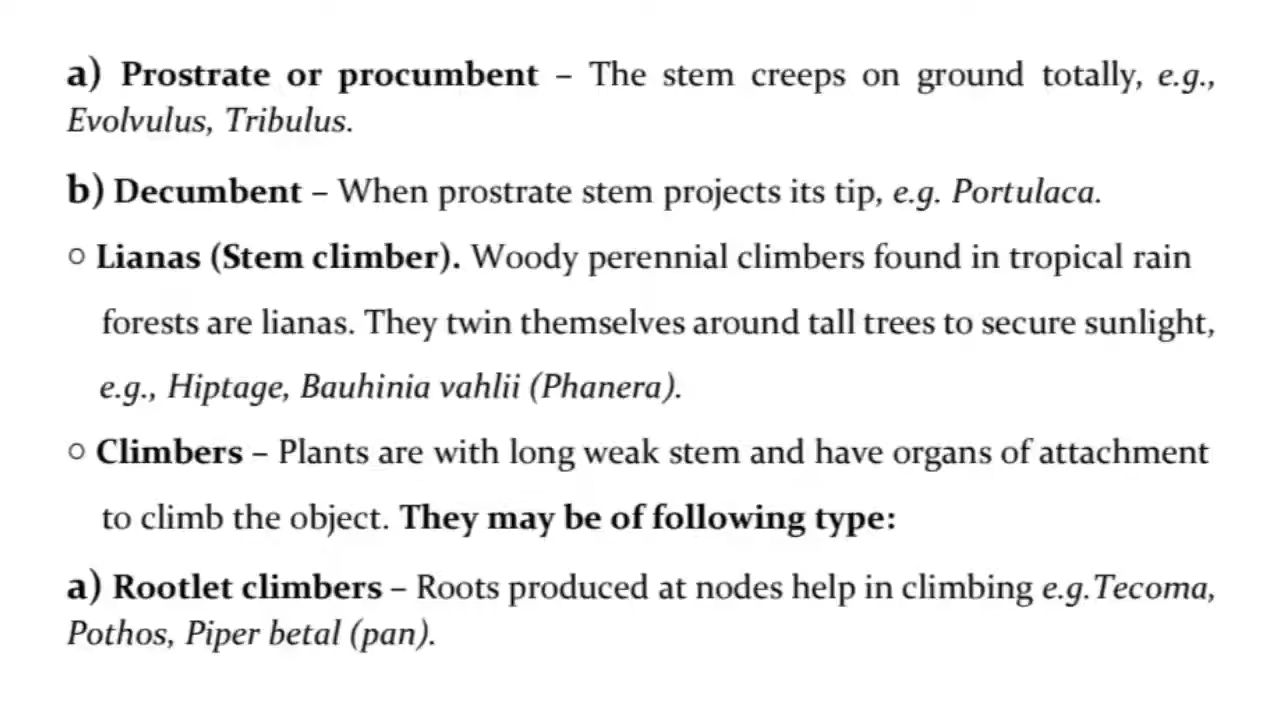 a) Prostrate or procumbent – The stem creeps on ground totally, e.g.,
Evolvulus, Tribulus.
b) Decumbent – When prostrate stem projects its tip, e.g. Portulaca.
○ Lianas (Stem climber). Woody perennial climbers found in tropical rain
forests are lianas. They twin themselves around tall trees to secure sunlight,
e.g., Hiptage, Bauhinia vahlii (Phanera).
○ Climbers – Plants are with long weak stem and have organs of attachment
to climb the object. They may be of following type:
a) Rootlet climbers – Roots produced at nodes help in climbing e.g.Tecoma,
Pothos, Piper betal (pan).